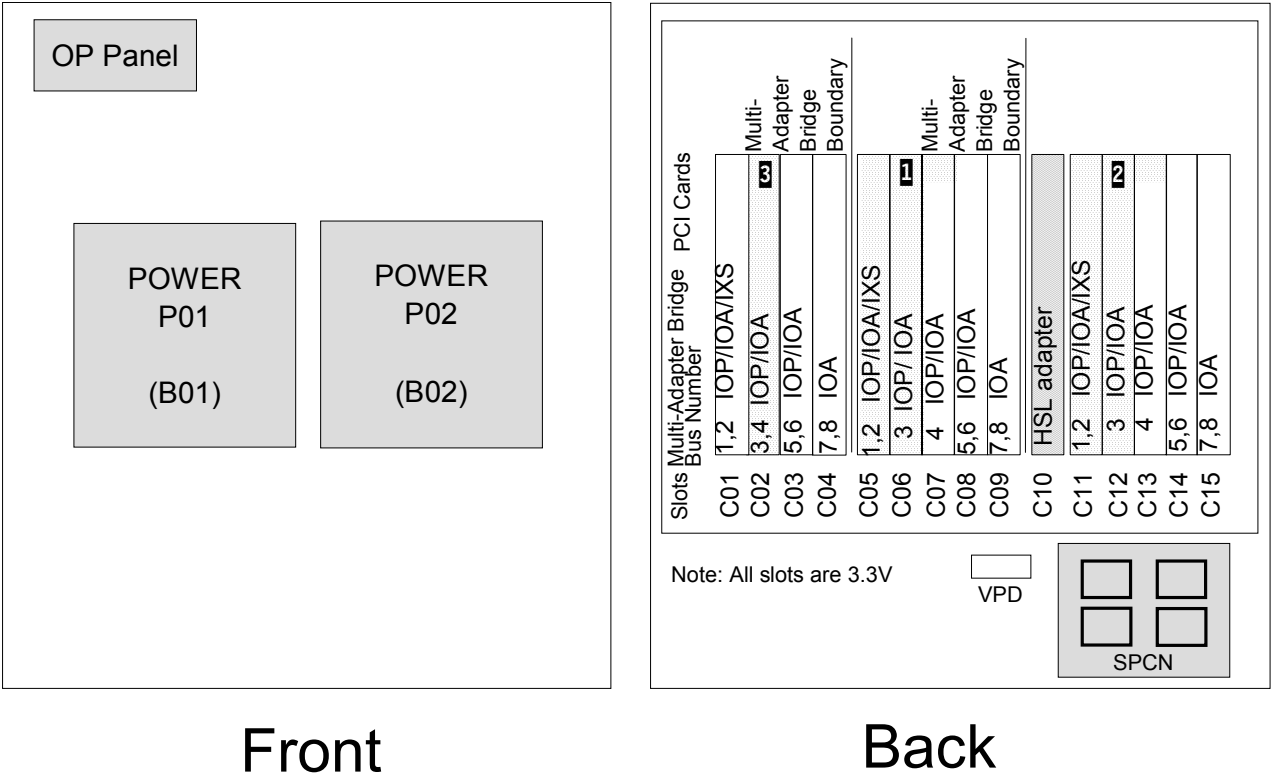 OP Panel
POWER
P01
(B01)
POWER
P02
(B02)
Front
Multi-
Adapter
Bridge
Boundary
Multi-
Adapter
Bridge
Boundary
Slots Multi-Adapter Bridge PCI Cards
Bus Number
C01 1,2 IOP/IOA/IXS
C02 3,4 IOP/IOA 3
C03 5,6 IOP/IOA
C04 7,8 IOA
C05 1,2 IOP/IOA/IXS
C06 3 IOP/ IOA 1
C07 4 IOP/IOA
C08 5,6 IOP/IOA
C09 7,8 IOA
C10 HSL adapter
C11 1,2 IOP/IOA/IXS
C12 3 IOP/IOA 2
C13 4 IOP/IOA
C14 5,6 IOP/IOA
C15 7,8 IOA
Note: All slots are 3.3V
VPD
SPCN
Back